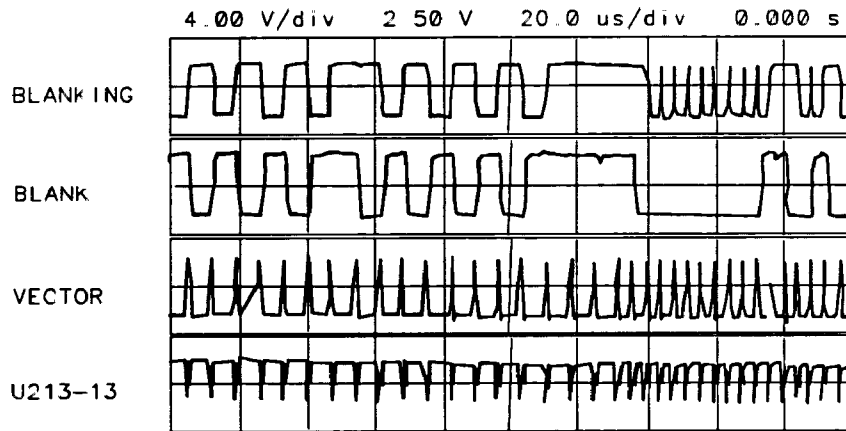 4.00 V/div 2 50 V 20.0 us/div 0.000 s
BLANKING
BLANK
VECTOR
U213-13